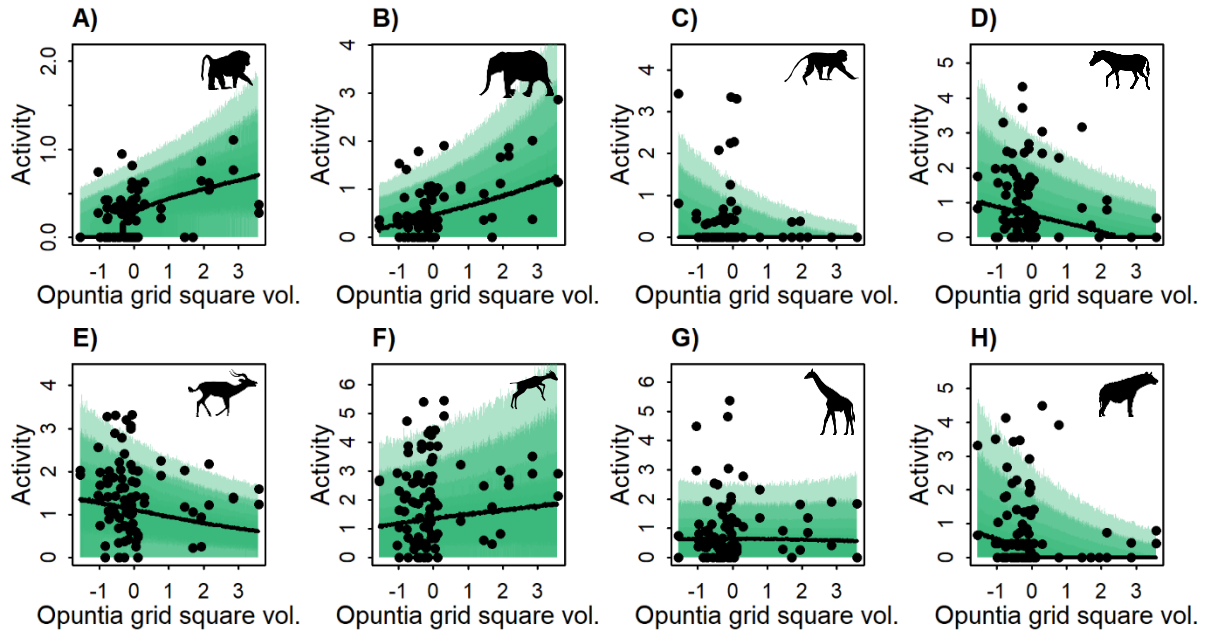 A) B) C) D)
Activity 0.0 1.0 2.0
-1 0 1 2 3
Opuntia grid square vol.
Activity 0 1 2 3 4
-1 0 1 2 3
Opuntia grid square vol.
Activity 0 1 2 3 4
-1 0 1 2 3
Opuntia grid square vol.
Activity 0 1 2 3 4 5
-1 0 1 2 3
Opuntia grid square vol.
E) F) G) H)
Activity 0 1 2 3 4
-1 0 1 2 3
Opuntia grid square vol.
Activity 0 1 2 3 4 5 6
-1 0 1 2 3
Opuntia grid square vol.
Activity 0 1 2 3 4 5 6
-1 0 1 2 3
Opuntia grid square vol.
Activity 0 1 2 3 4 5
-1 0 1 2 3
Opuntia grid square vol.